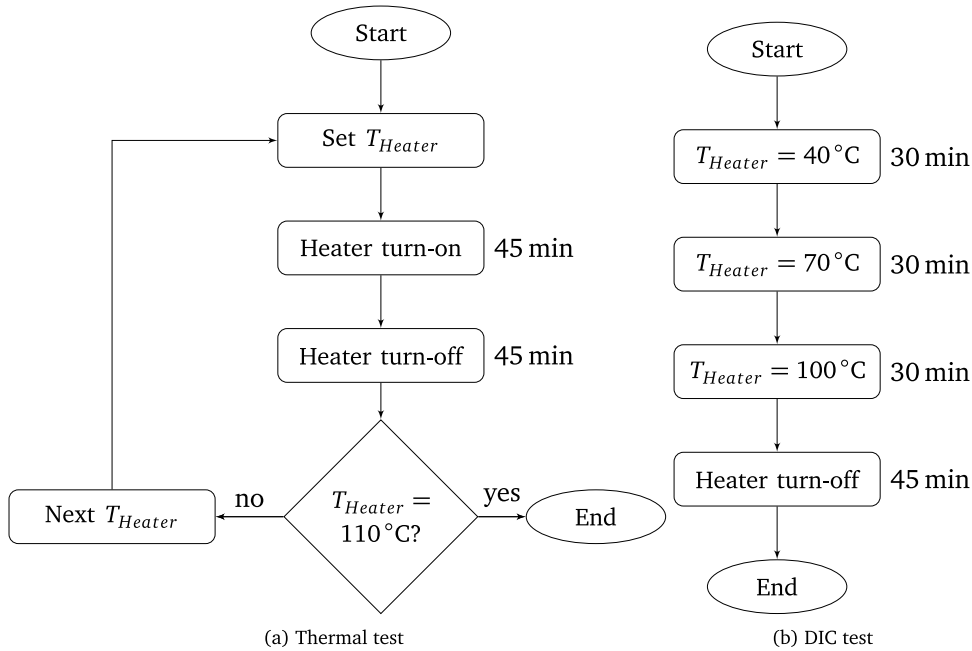 Start
Set T_Heater
Heater turn-on
45 min
Heater turn-off
45 min
T_Heater =
110 °C?
no
Next T_Heater
yes
End
(a) Thermal test
Start
T_Heater = 40 °C
30 min
T_Heater = 70 °C
30 min
T_Heater = 100 °C
30 min
Heater turn-off
45 min
End
(b) DIC test